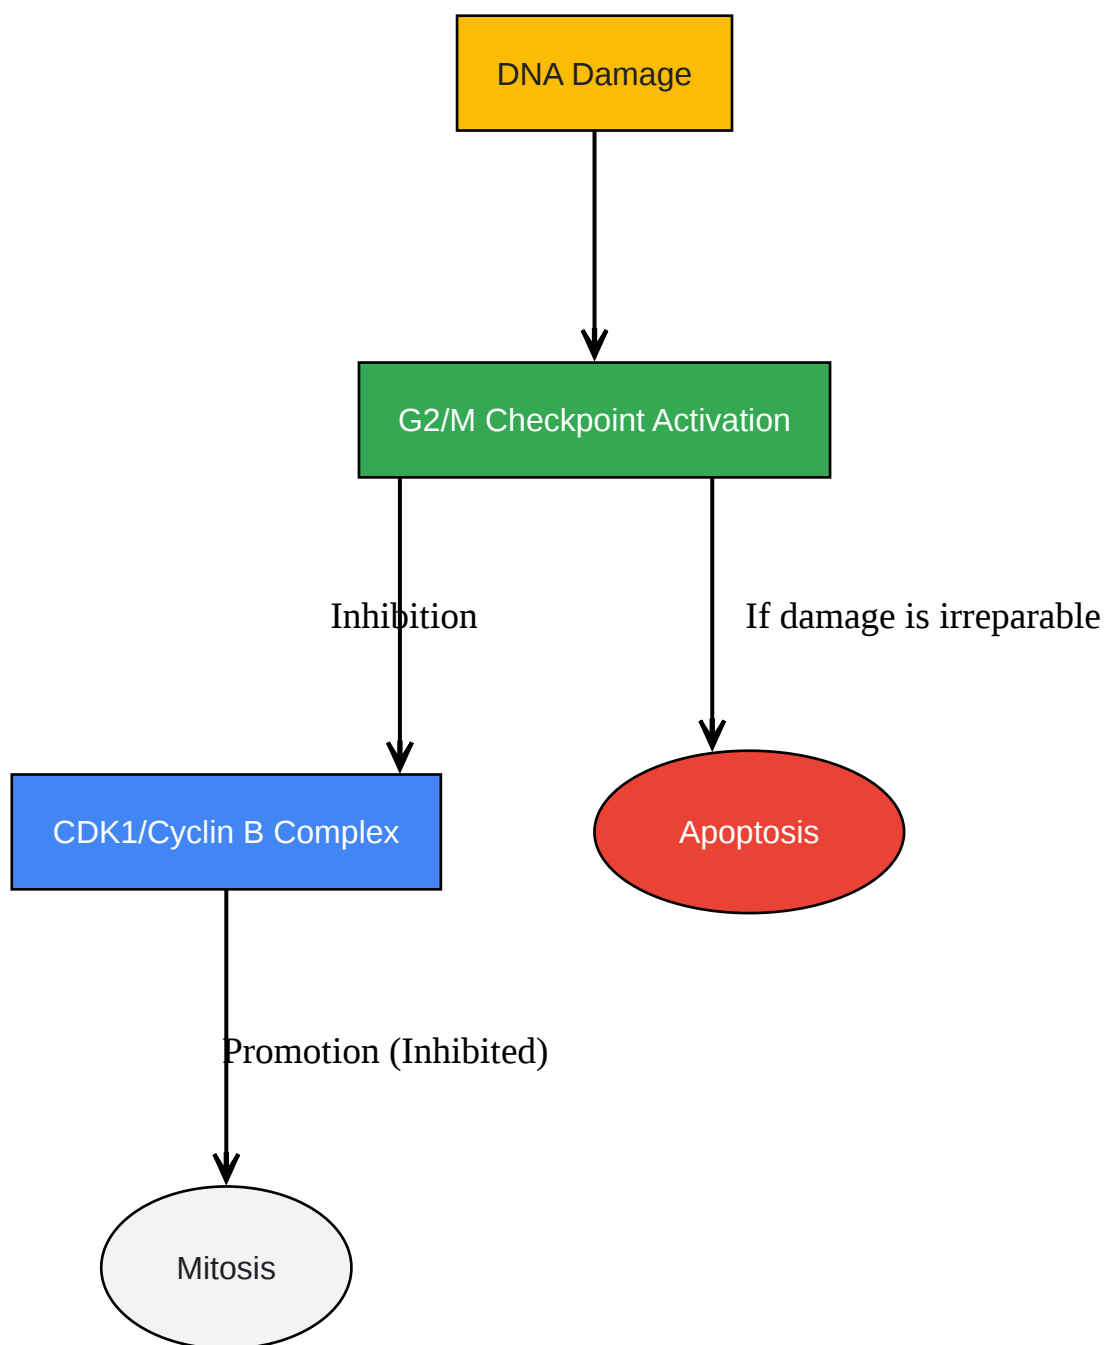 DNA Damage
G2/M Checkpoint Activation
Inhibition
If damage is irreparable
CDK1/Cyclin B Complex
Apoptosis
Promotion (Inhibited)
Mitosis